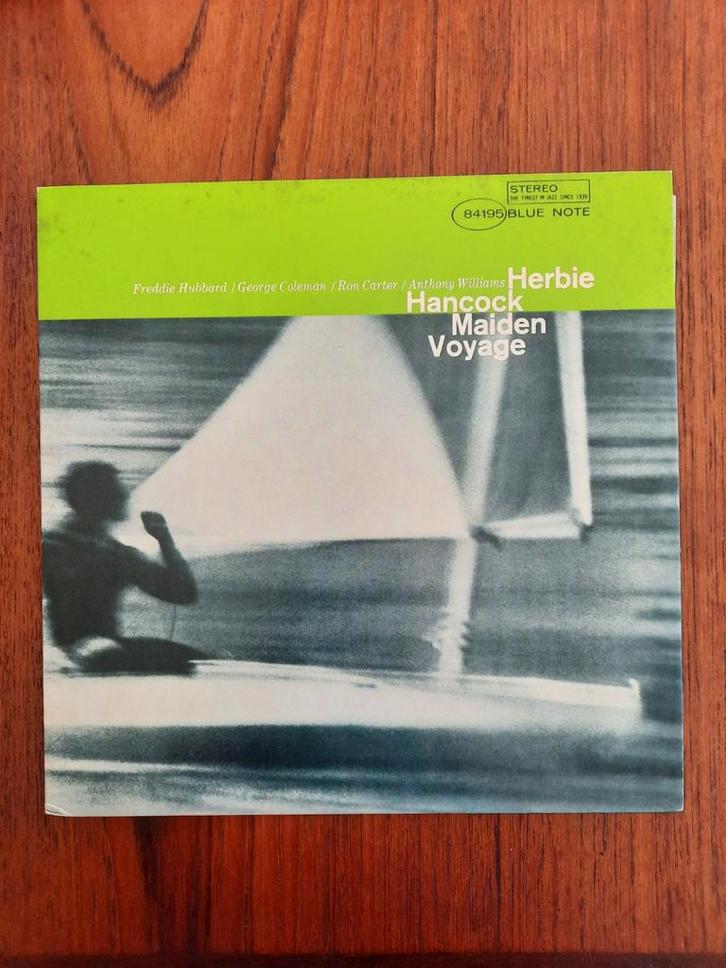 STEREO
THE FINEST IN JAZZ SINCE 1939
84195 BLUE NOTE
Freddie Hubbard / George Coleman / Ron Carter / Anthony Williams Herbie
Hancock
Maiden
Voyage